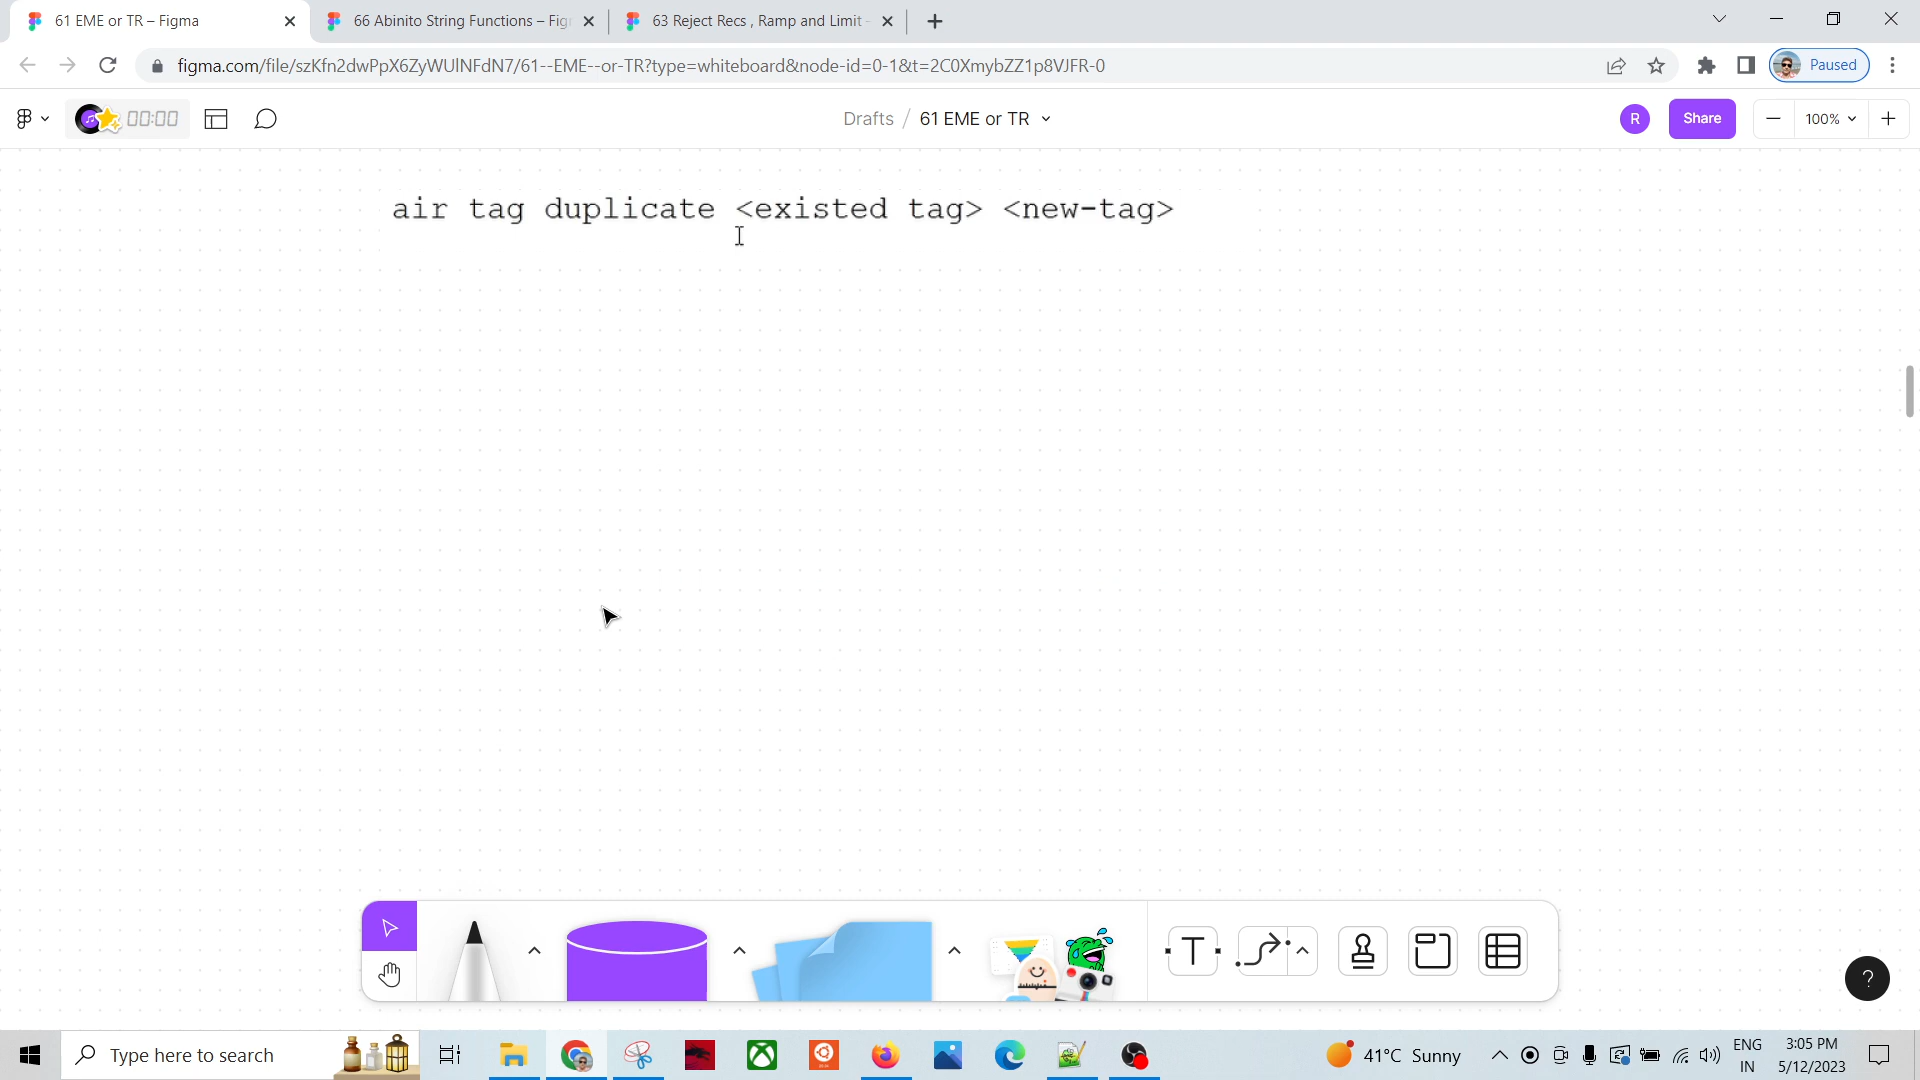 61 EME or TR – Figma
66 Abinito String Functions – Fig
63 Reject Recs , Ramp and Limit -
figma.com/file/szKfn2dwPpX6ZyWUlNFdN7/61--EME--or-TR?type=whiteboard&node-id=0-1&t=2C0XmybZZ1p8VJFR-0
Paused
00:00
Drafts / 61 EME or TR
R
Share
100%
air tag duplicate <existed tag> <new-tag>
T
?
Type here to search
41°C Sunny
ENG
IN
3:05 PM
5/12/2023